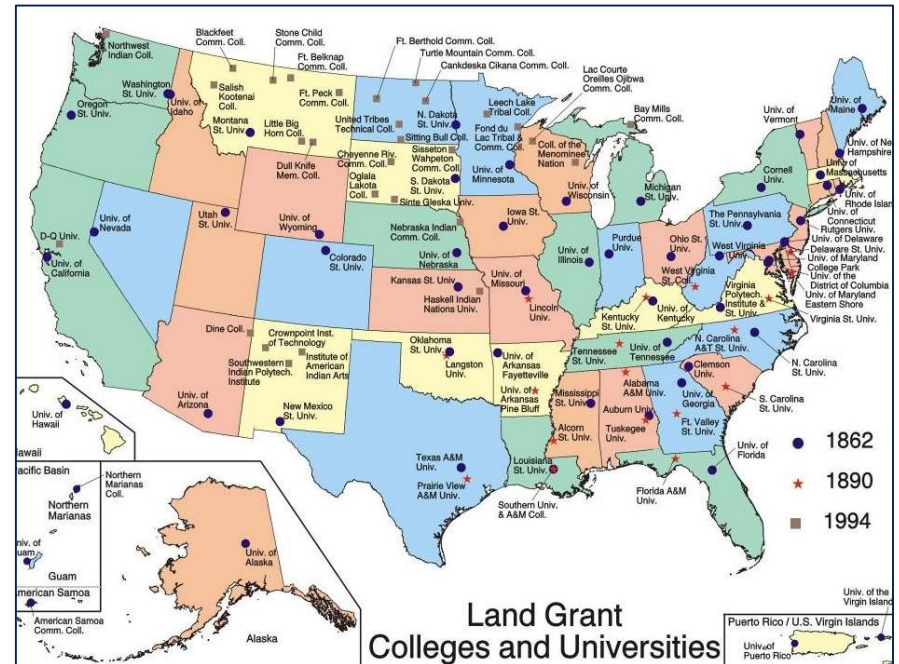 Northwest
Indian Coll.
Blackfeet
Comm. Coll.
Stone Child
Comm. Coll.
Ft. Belknap
Comm. Coll.
Ft. Berthold Comm. Coll.
Turtle Mountain Comm. Coll.
Cankdeska Cikana Comm. Coll.
Lac Courte
Oreilles Ojibwa
Comm. Coll.
Bay Mills
Comm. Coll.
Univ. of
Vermont
Univ. of
Maine
Washington
St. Univ.
Univ. of
Idaho
Oregon
St. Univ.
Salish
Kootenai
Coll.
Ft. Peck
Comm. Coll.
Montana
St. Univ.
Little Big
Horn Coll.
Dull Knife
Mem. Coll.
United Tribes
Technical Coll.
N. Dakota
St. Univ.
Sitting Bull Coll.
Leech Lake
Tribal Coll.
Fond du
Lac Tribal &
Comm. Coll.
Coll. of the
Menominee
Nation
Cheyenne Riv.
Comm. Coll.
Sisseton
Wahpeton
Comm. Coll.
Oglala
Lakota
Coll.
S. Dakota
St. Univ.
Sinte Gleska Univ.
Univ. of
Minnesota
Univ. of
Wisconsin
Michigan
St. Univ.
Cornell
Univ.
Univ. of Ne
Hampshire
Univ of
Massachusetts
Univ. of
Rhode Islan
Univ. of
Connecticut
Rutgers Univ.
Univ. of Delaware
Delaware St. Univ.
Univ. of Maryland
College Park
Univ. of the
District of Columbia
Univ. of Maryland
Eastern Shore
Virginia St. Univ.
D-Q Univ.
Univ. of
California
Univ. of
Nevada
Utah
St. Univ.
Univ. of
Wyoming
Colorado
St. Univ.
Nebraska Indian
Comm. Coll.
Univ. of
Nebraska
Iowa St.
Univ.
Univ. of
Illinois
Purdue
Univ.
Ohio St.
Univ.
The Pennsylvania
St. Univ.
West Virginia
Univ.
West Virginia
St. Coll.
Virginia
Polytech.
Institute &
St. Univ.
Kansas St. Univ.
Haskell Indian
Nations Univ.
Univ. of
Missouri
Lincoln
Univ.
Kentucky
St. Univ.
Univ. of
Kentucky
Dine Coll.
Crownpoint Inst.
of Technology
Southwestern
Indian Polytech.
Institute
Institute of
American
Indian Arts
Oklahoma
St. Univ.
Langston
Univ.
Univ. of
Arkansas
Fayetteville
Univ. of
Arkansas
Pine Bluff
Tennessee
St. Univ.
Univ. of
Tennessee
N. Carolina
A&T St. Univ.
N. Carolina
St. Univ.
Clemson
Univ.
S. Carolina
St. Univ.
Univ. of
Arizona
New Mexico
St. Univ.
Mississippi
St. Univ.
Alabama
A&M Univ.
Auburn Univ.
Tuskegee
Univ.
Univ. of
Georgia
Ft. Valley
St. Univ.
Alcorn
St. Univ.
Texas A&M
Univ.
Prairie View
A&M Univ.
Louisiana
St. Univ.
Southern Univ.
& A&M Coll.
Florida A&M
Univ.
Univ. of
Florida
1862
1890
1994
Univ. of
Hawaii
awaii
acific Basin
Northern
Marianas
Coll.
Northern
Marianas
niv. of
uam
Guam
merican Samoa
American Samoa
Comm. Coll.
Univ. of
Alaska
Alaska
Land Grant
Colleges and Universities
Univ. of the
Virgin Island
Puerto Rico / U.S. Virgin Islands
Univ. of
Puerto Rico